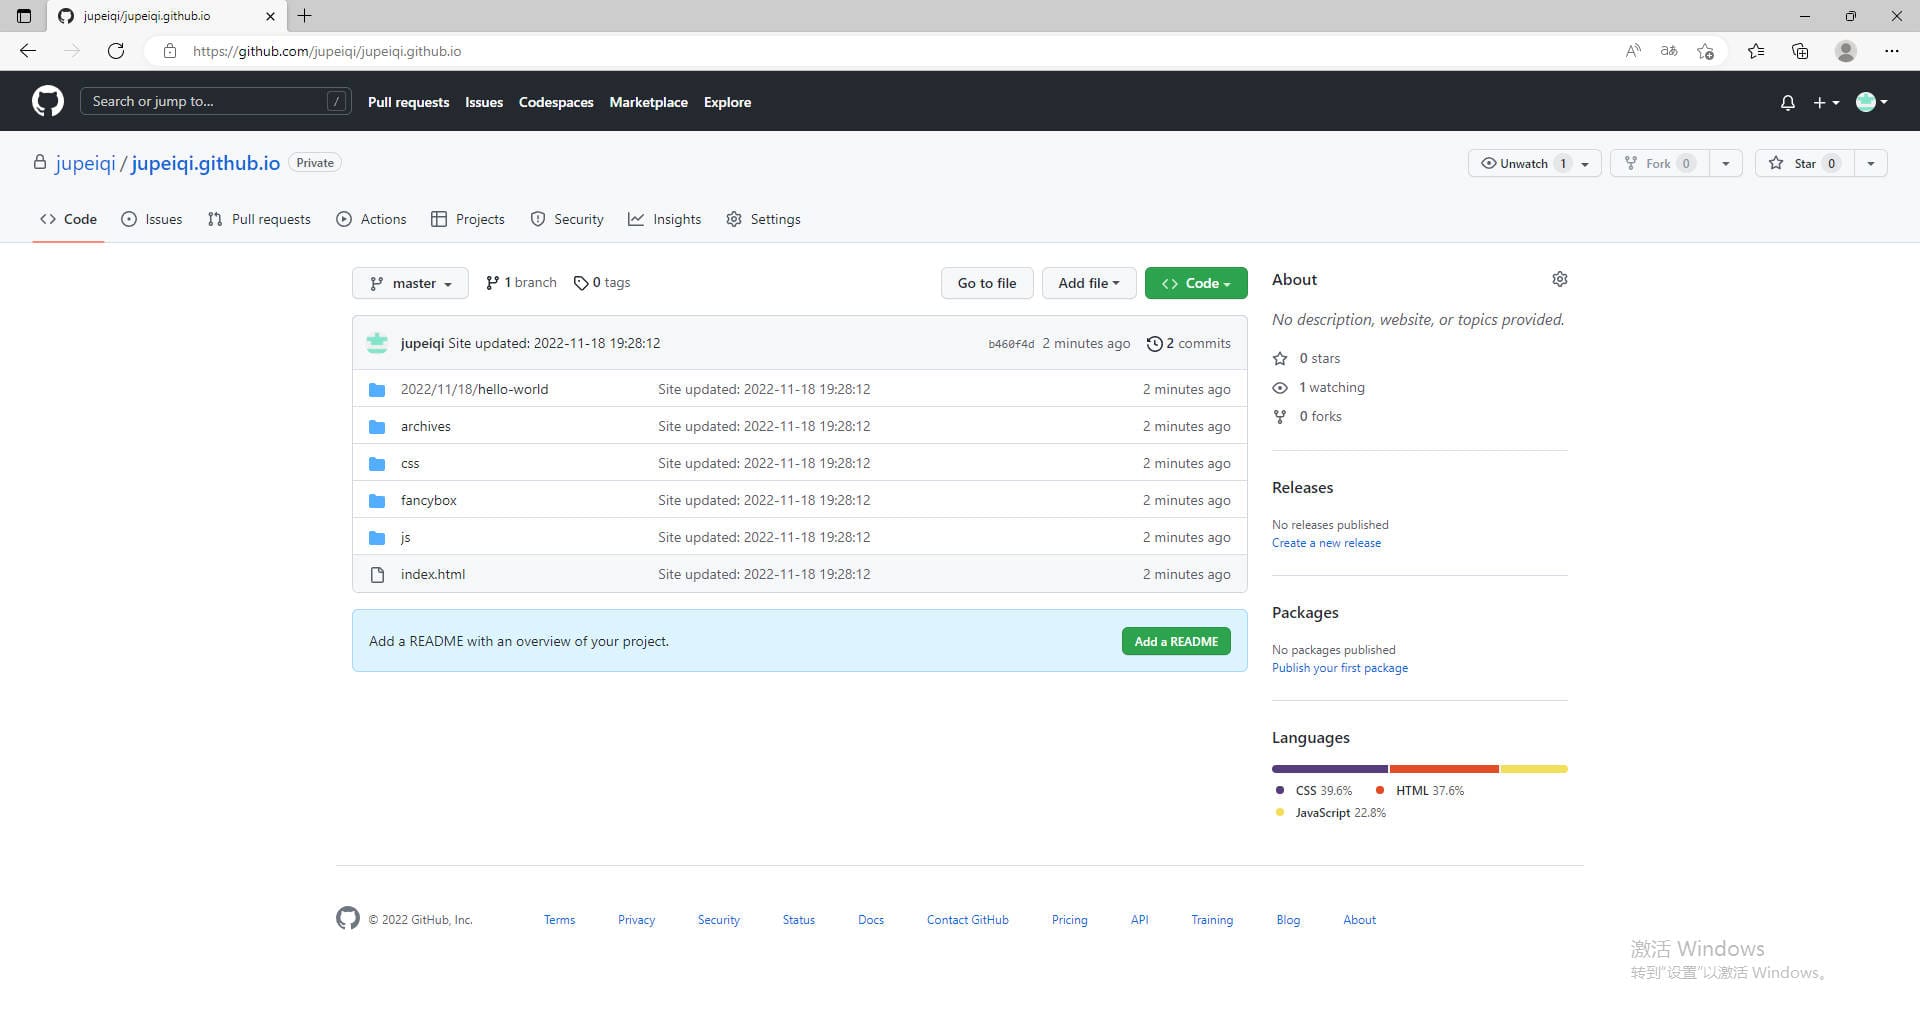 jupeiqi/jupeiqi.github.io
https://github.com/jupeiqi/jupeiqi.github.io
Search or jump to... /
Pull requests Issues Codespaces Marketplace Explore
jupeiqi / jupeiqi.github.io Private
Unwatch 1 Fork 0 Star 0
Code Issues Pull requests Actions Projects Security Insights Settings
master 1 branch 0 tags Go to file Add file Code
jupeiqi Site updated: 2022-11-18 19:28:12 b460f4d 2 minutes ago 2 commits
2022/11/18/hello-world Site updated: 2022-11-18 19:28:12 2 minutes ago
archives Site updated: 2022-11-18 19:28:12 2 minutes ago
css Site updated: 2022-11-18 19:28:12 2 minutes ago
fancybox Site updated: 2022-11-18 19:28:12 2 minutes ago
js Site updated: 2022-11-18 19:28:12 2 minutes ago
index.html Site updated: 2022-11-18 19:28:12 2 minutes ago
Add a README with an overview of your project. Add a README
About
No description, website, or topics provided.
0 stars
1 watching
0 forks
Releases
No releases published
Create a new release
Packages
No packages published
Publish your first package
Languages
CSS 39.6% HTML 37.6%
JavaScript 22.8%
© 2022 GitHub, Inc. Terms Privacy Security Status Docs Contact GitHub Pricing API Training Blog About
激活 Windows
转到"设置"以激活 Windows。